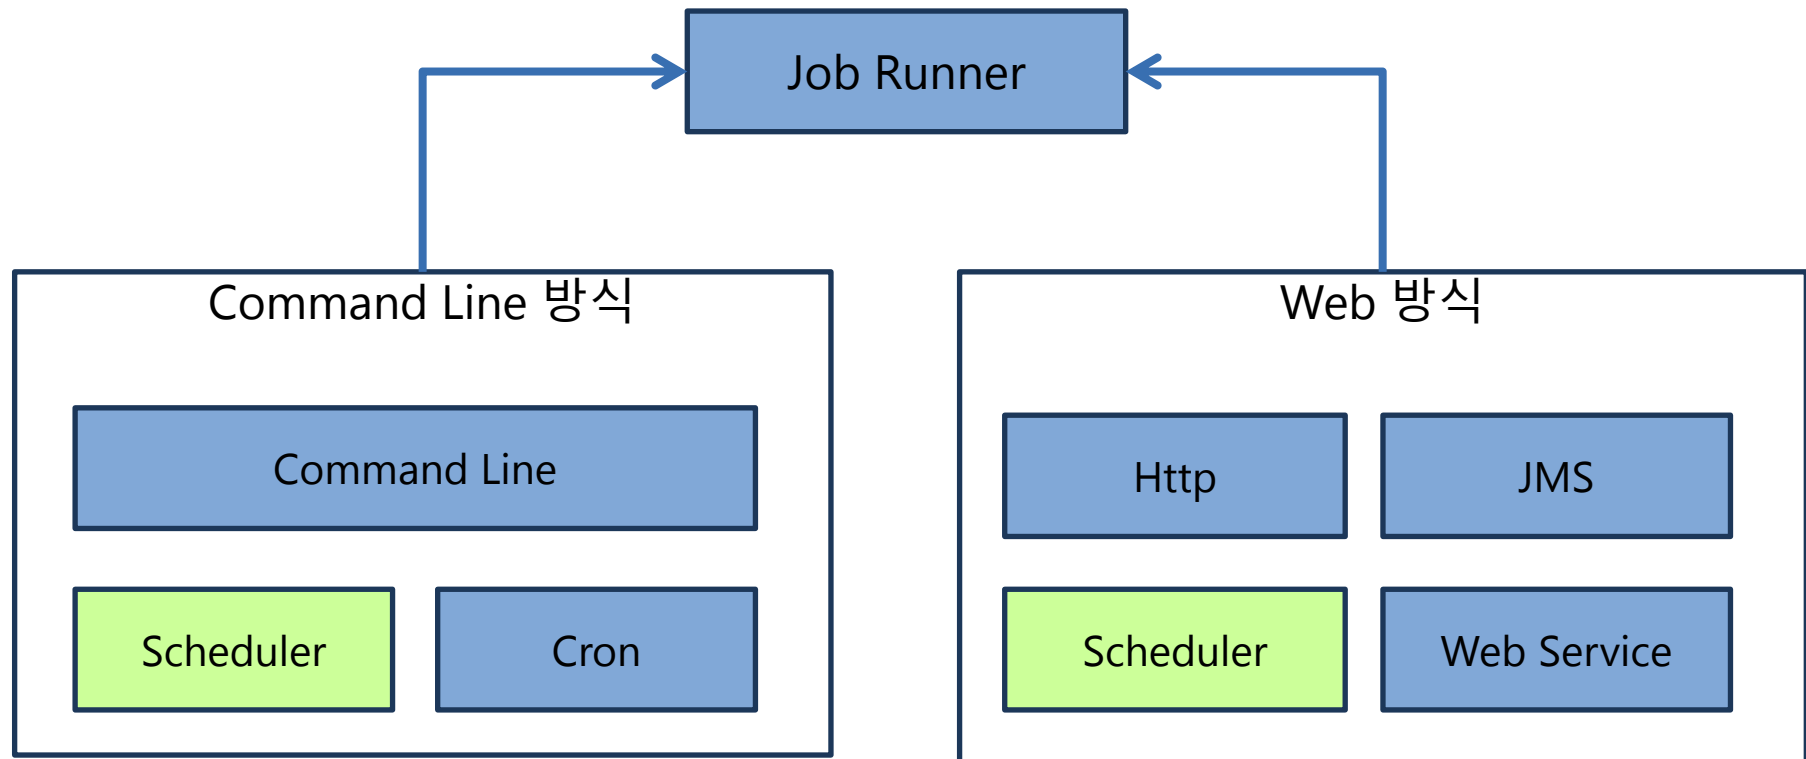 Job Runner
Command Line 방식
Command Line
Scheduler
Cron
Web 방식
Http
JMS
Scheduler
Web Service